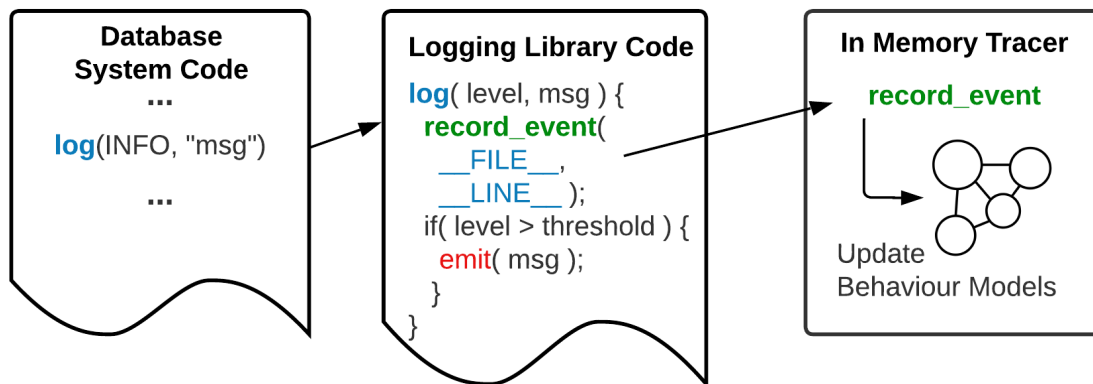 Database
System Code
...
log(INFO, "msg")
...
Logging Library Code
log( level, msg ) {
record_event(
__FILE__,
__LINE__ );
if( level > threshold ) {
emit( msg );
}
}
In Memory Tracer
record_event
Update
Behaviour Models